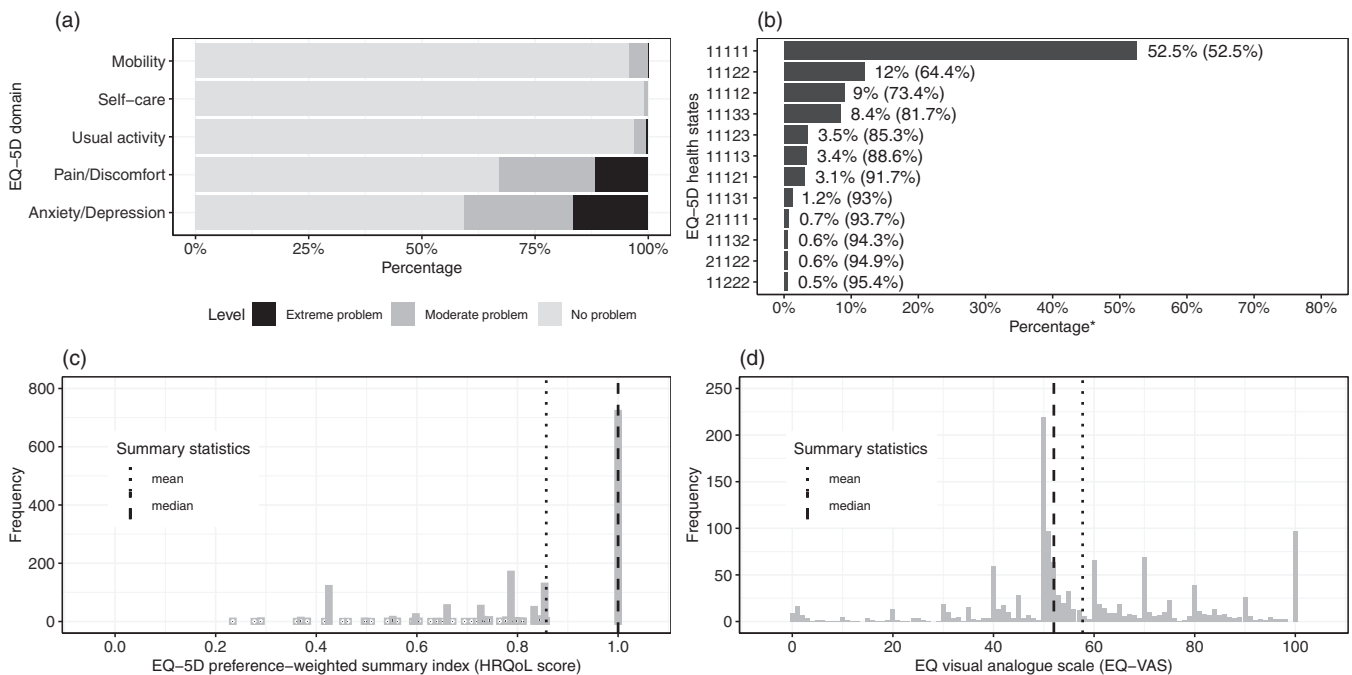 (a)
EQ−5D domain
Mobility
Self−care
Usual activity
Pain/Discomfort
Anxiety/Depression
0% 25% 50% 75% 100%
Percentage
Level Extreme problem Moderate problem No problem
(b)
EQ−5D health states
11111 52.5% (52.5%)
11122 12% (64.4%)
11112 9% (73.4%)
11133 8.4% (81.7%)
11123 3.5% (85.3%)
11113 3.4% (88.6%)
11121 3.1% (91.7%)
11131 1.2% (93%)
21111 0.7% (93.7%)
11132 0.6% (94.3%)
21122 0.6% (94.9%)
11222 0.5% (95.4%)
0% 10% 20% 30% 40% 50% 60% 70% 80%
Percentage*
(c)
Frequency
800
600
400
200
0
Summary statistics
mean
median
0.0 0.2 0.4 0.6 0.8 1.0
EQ−5D preference−weighted summary index (HRQoL score)
(d)
Frequency
250
200
150
100
50
0
Summary statistics
mean
median
0 20 40 60 80 100
EQ visual analogue scale (EQ−VAS)